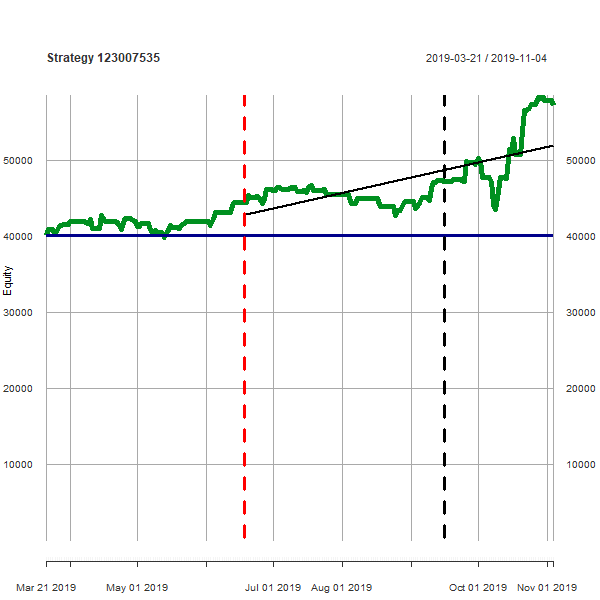 Strategy 123007535
2019-03-21 / 2019-11-04
50000
50000
40000
40000
Equity
30000
30000
20000
20000
10000
10000
Mar 21 2019
May 01 2019
Jul 01 2019
Aug 01 2019
Oct 01 2019
Nov 01 2019